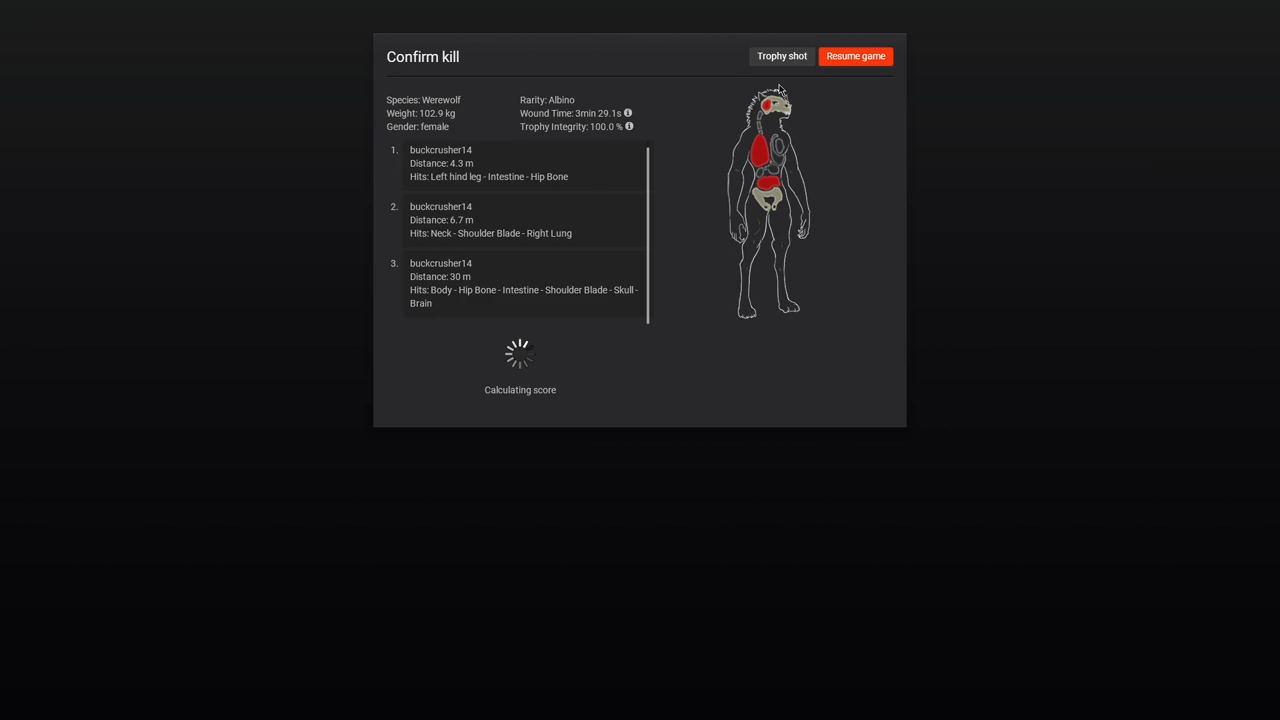 Confirm kill
Trophy shot
Resume game
Species: Werewolf
Weight: 102.9 kg
Gender: female
Rarity: Albino
Wound Time: 3min 29.1s
Trophy Integrity: 100.0 %
1. buckcrusher14
Distance: 4.3 m
Hits: Left hind leg - Intestine - Hip Bone
2. buckcrusher14
Distance: 6.7 m
Hits: Neck - Shoulder Blade - Right Lung
3. buckcrusher14
Distance: 30 m
Hits: Body - Hip Bone - Intestine - Shoulder Blade - Skull -
Brain
Calculating score